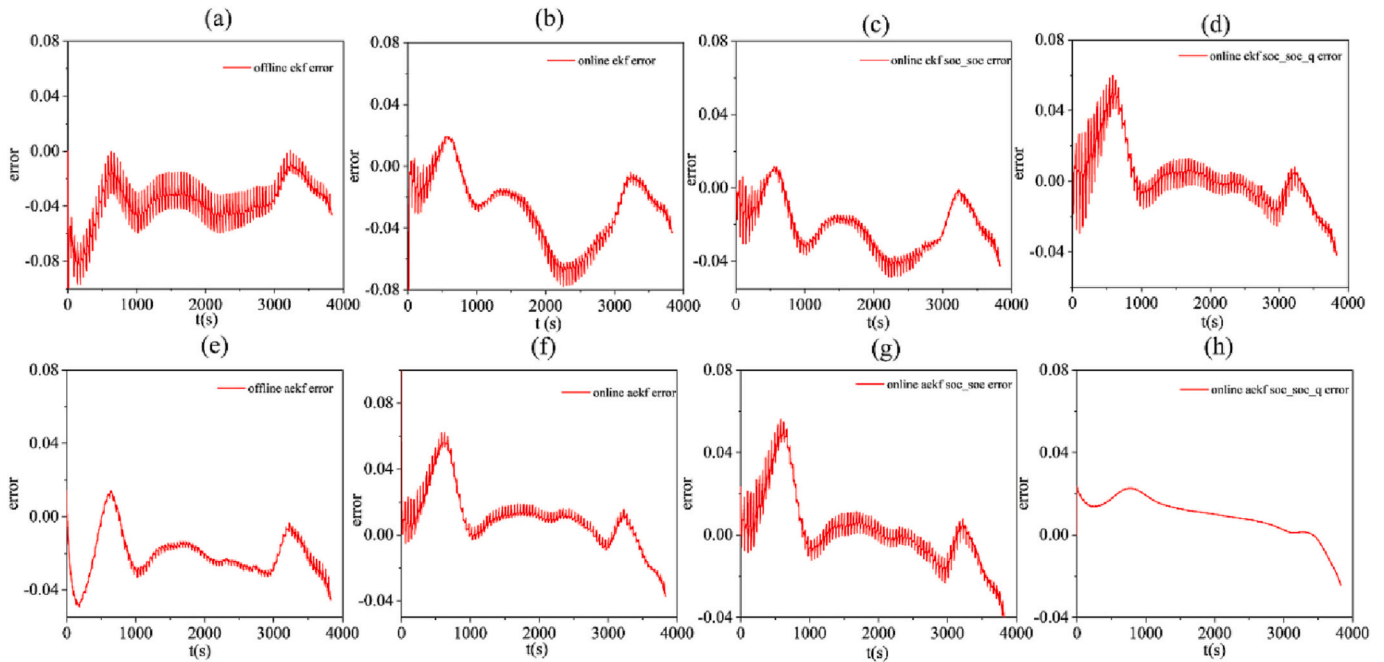 (a)
0.08
0.04
0.00
-0.04
-0.08
error
offline ekf error
0
1000
2000
3000
4000
t(s)
(b)
0.08
0.04
0.00
-0.04
-0.08
error
online ekf error
0
1000
2000
3000
4000
t (s)
(c)
0.08
0.04
0.00
-0.04
error
online ekf soc_soe error
0
1000
2000
3000
4000
t(s)
(d)
0.08
0.04
0.00
-0.04
error
online ekf soc_soe_q error
0
1000
2000
3000
4000
t(s)
(e)
0.08
0.04
0.00
-0.04
error
offline aekf error
0
1000
2000
3000
4000
t(s)
(f)
0.08
0.04
0.00
-0.04
error
online aekf error
0
1000
2000
3000
4000
t(s)
(g)
0.08
0.04
0.00
-0.04
error
online aekf soc_soe error
0
1000
2000
3000
4000
t(s)
(h)
0.08
0.04
0.00
-0.04
error
online aekf soc_soe_q error
0
1000
2000
3000
4000
t(s)